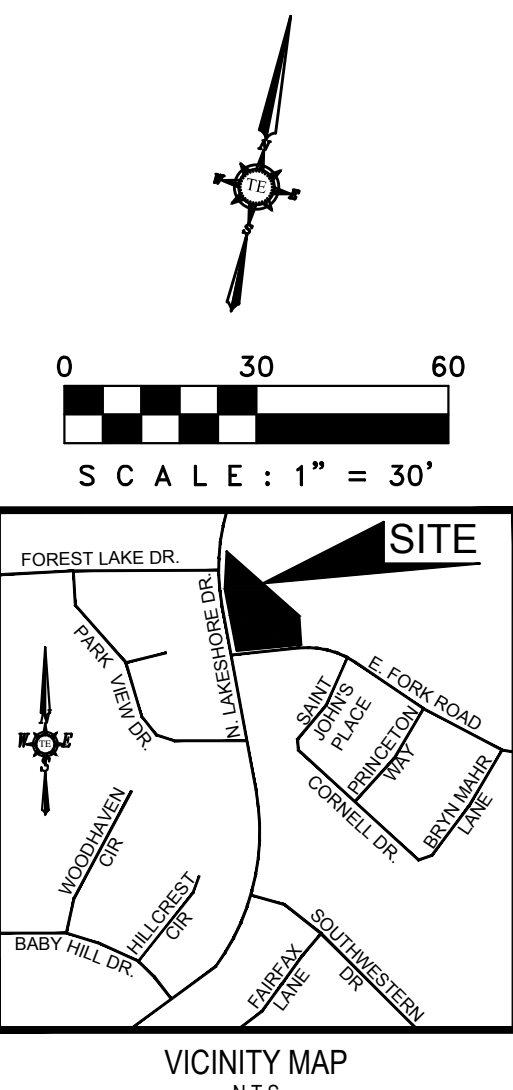 N
W
TE
E
S
0 30 60
SCALE: 1" = 30'
SITE
FOREST LAKE DR.
N. LAKESHORE DR.
PARK VIEW DR.
E. FORK ROAD
SAINT
JOHN'S
PLACE
PRINCETON
WAY
N
W TE E
S
CORNELL DR.
BRYN MAHR
LANE
WOODHAVEN
CIR
HILLCREST
CIR
BABY HILL DR.
SOUTHWESTERN
DR
FAIRFAX
LANE
VICINITY MAP
N.T.S.